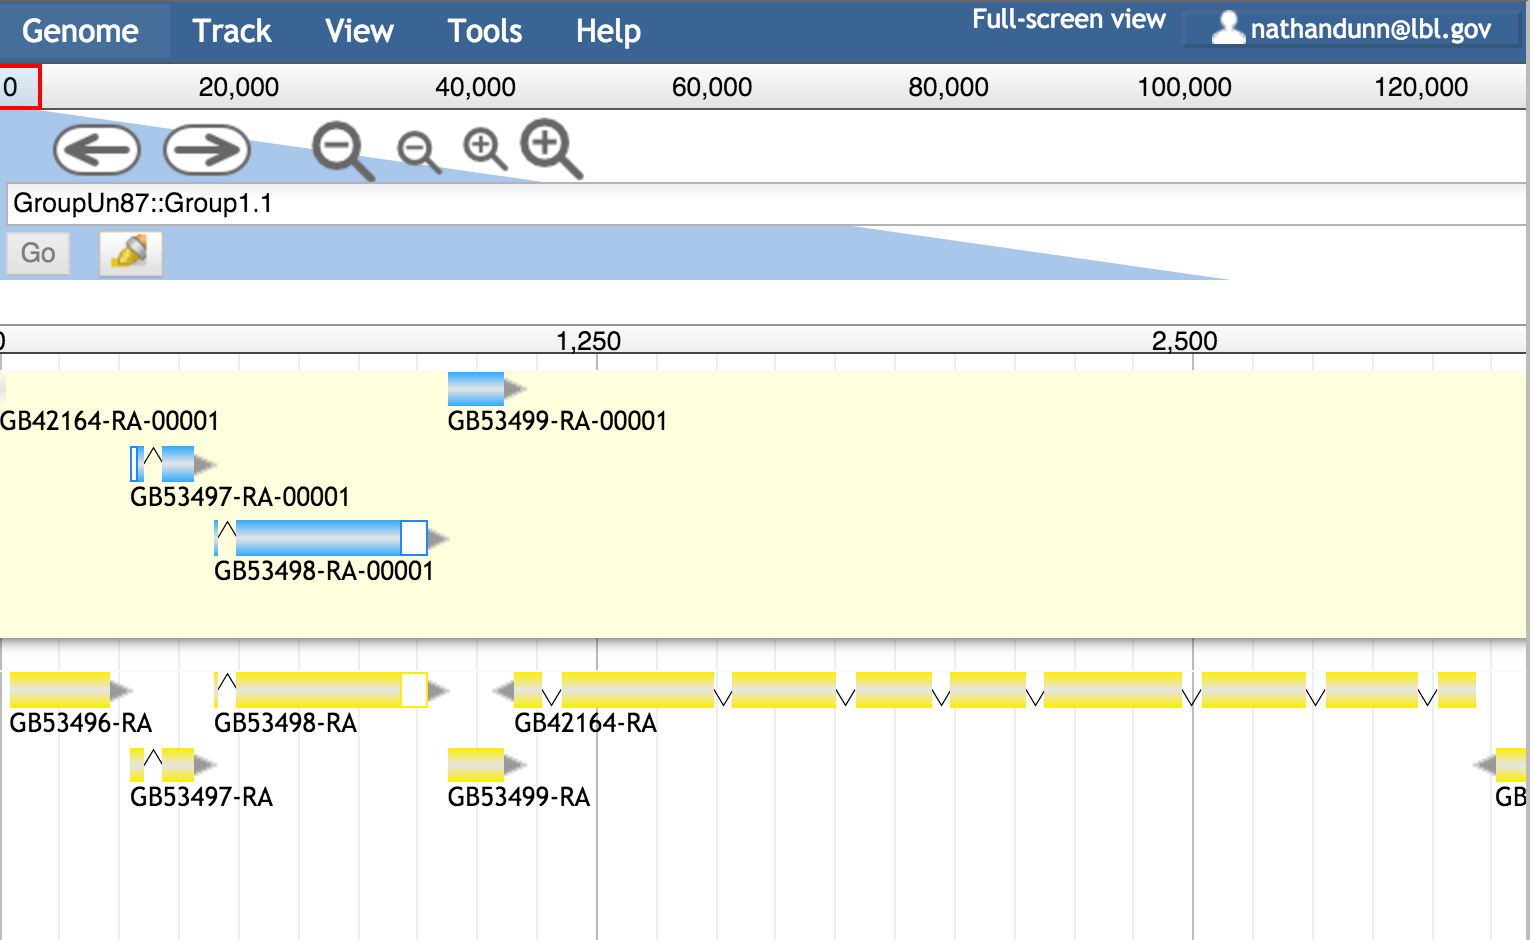 Genome Track View Tools Help Full-screen view nathandunn@lbl.gov
0 20,000 40,000 60,000 80,000 100,000 120,000
GroupUn87::Group1.1
Go
0 1,250 2,500
GB42164-RA-00001 GB53499-RA-00001
GB53497-RA-00001
GB53498-RA-00001
GB53496-RA GB53498-RA GB42164-RA
GB53497-RA GB53499-RA GB